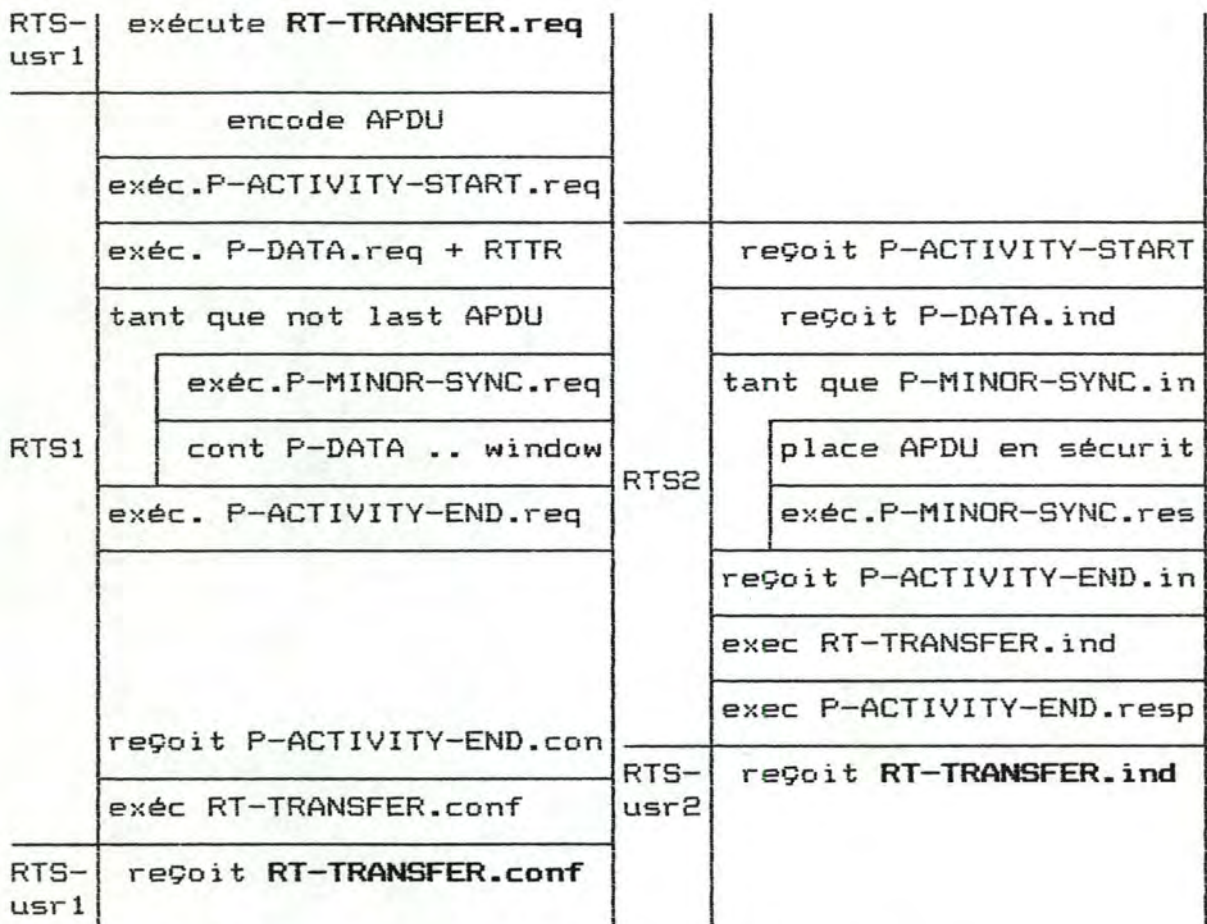 RTS-usr1
exécute RT-TRANSFER.req
RTS1
encode APDU
exéc.P-ACTIVITY-START.req
exéc. P-DATA.req + RTTR
tant que not last APDU
exéc.P-MINOR-SYNC.req
cont P-DATA .. window
exéc. P-ACTIVITY-END.req
reçoit P-ACTIVITY-END.con
exéc RT-TRANSFER.conf
RTS-usr1
reçoit RT-TRANSFER.conf
RTS2
reçoit P-ACTIVITY-START
reçoit P-DATA.ind
tant que P-MINOR-SYNC.in
place APDU en sécurit
exéc.P-MINOR-SYNC.res
reçoit P-ACTIVITY-END.in
exec RT-TRANSFER.ind
exec P-ACTIVITY-END.resp
RTS-usr2
reçoit RT-TRANSFER.ind